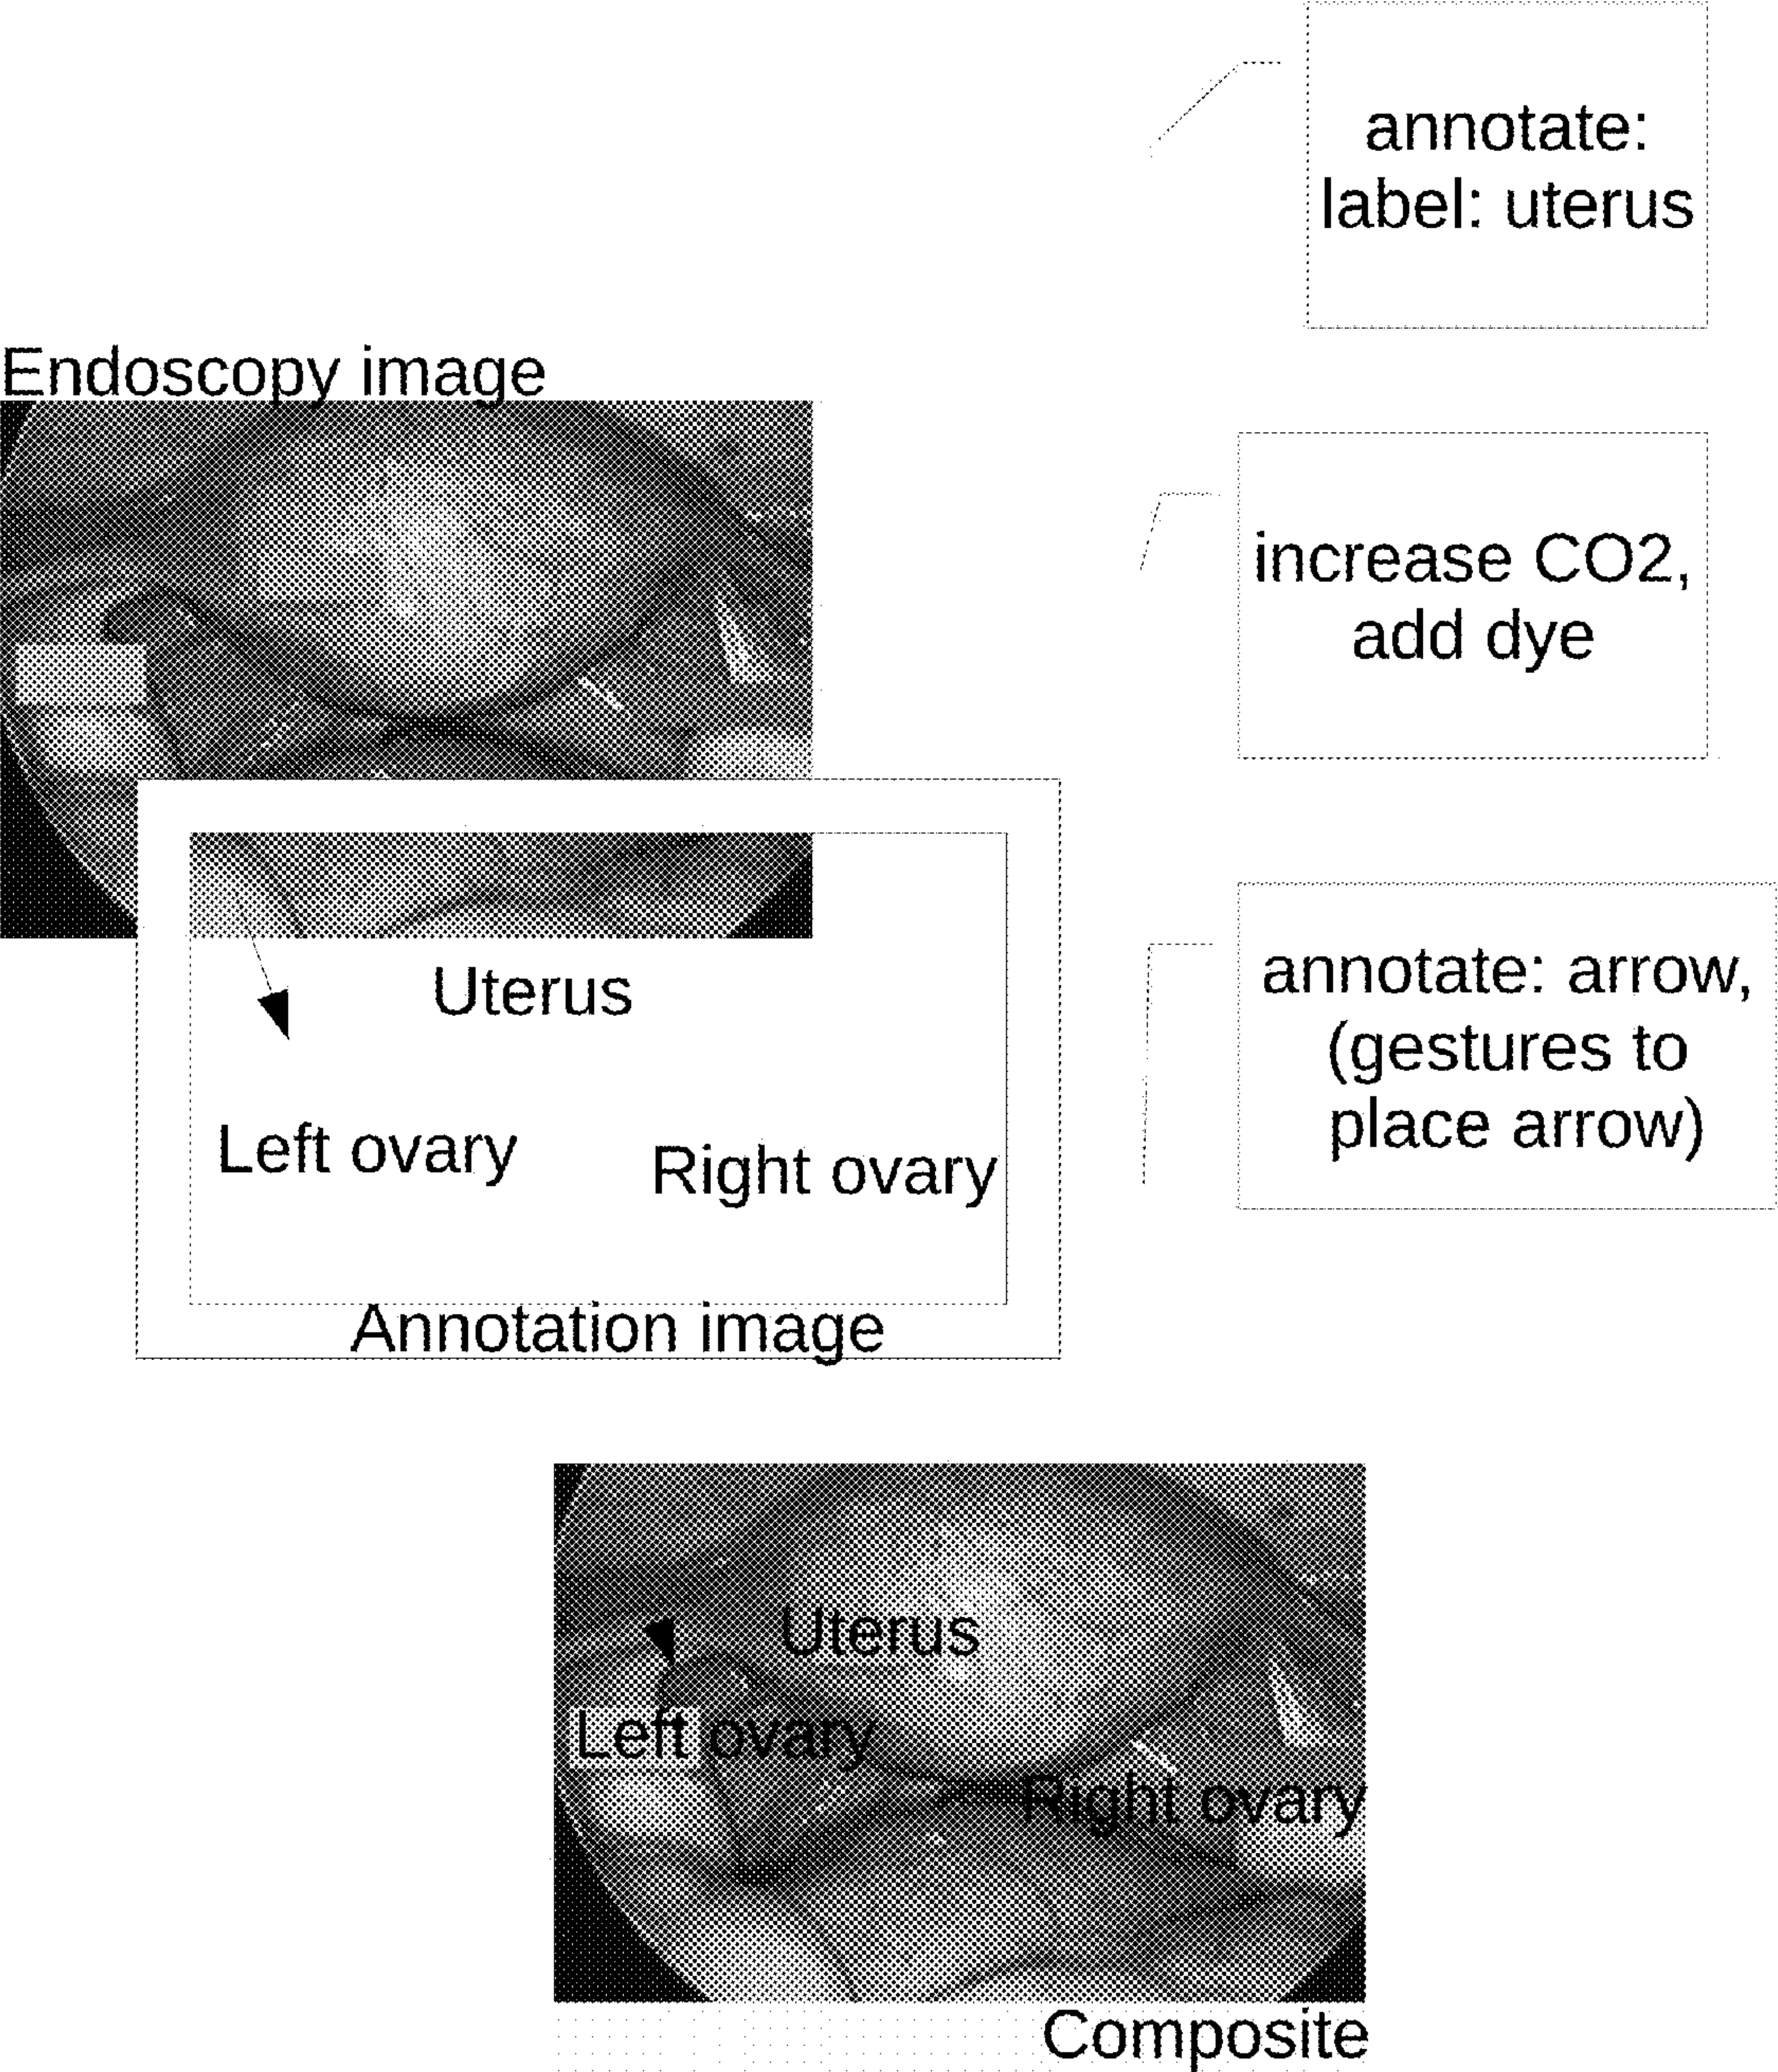 annotate:
label: uterus
Endoscopy image
increase CO2,
add dye
annotate: arrow,
(gestures to
place arrow)
Uterus
Left ovary
Right ovary
Annotation image
Uterus
Left ovary
Right ovary
Composite